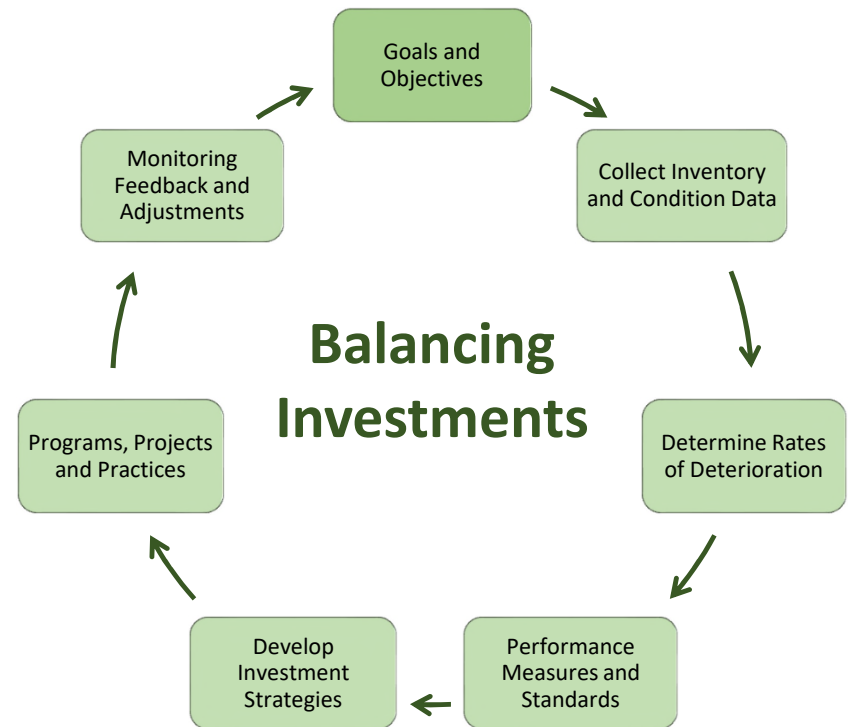 Goals and
Objectives
Collect Inventory
and Condition Data
Determine Rates
of Deterioration
Performance
Measures and
Standards
Develop
Investment
Strategies
Programs, Projects
and Practices
Monitoring
Feedback and
Adjustments
Balancing
Investments